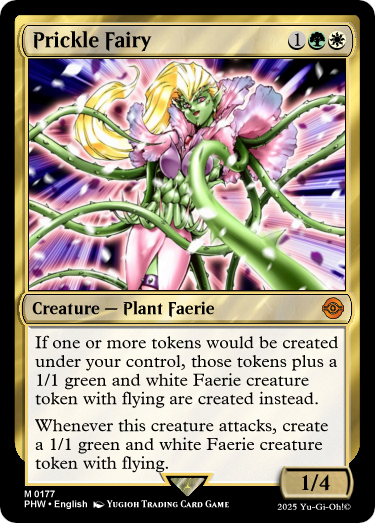 Prickle Fairy 1
Creature — Plant Faerie
If one or more tokens would be created
under your control, those tokens plus a
1/1 green and white Faerie creature
token with flying are created instead.
Whenever this creature attacks, create
a 1/1 green and white Faerie creature
token with flying.
1/4
M 0177
PHW • English Yugioh Trading Card Game
2025 Yu-Gi-Oh!©